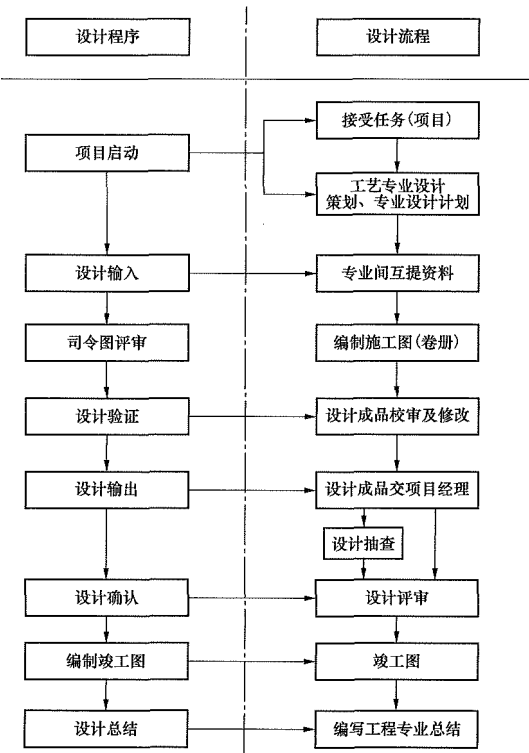 设计程序
设计流程
接受任务(项目)
项目启动
工艺专业设计
策划、专业设计计划
设计输入
专业间互提资料
司令图评审
编制施工图(卷册)
设计验证
设计成品校审及修改
设计输出
设计成品交项目经理
设计抽查
设计确认
设计评审
编制竣工图
竣工图
设计总结
编写工程专业总结